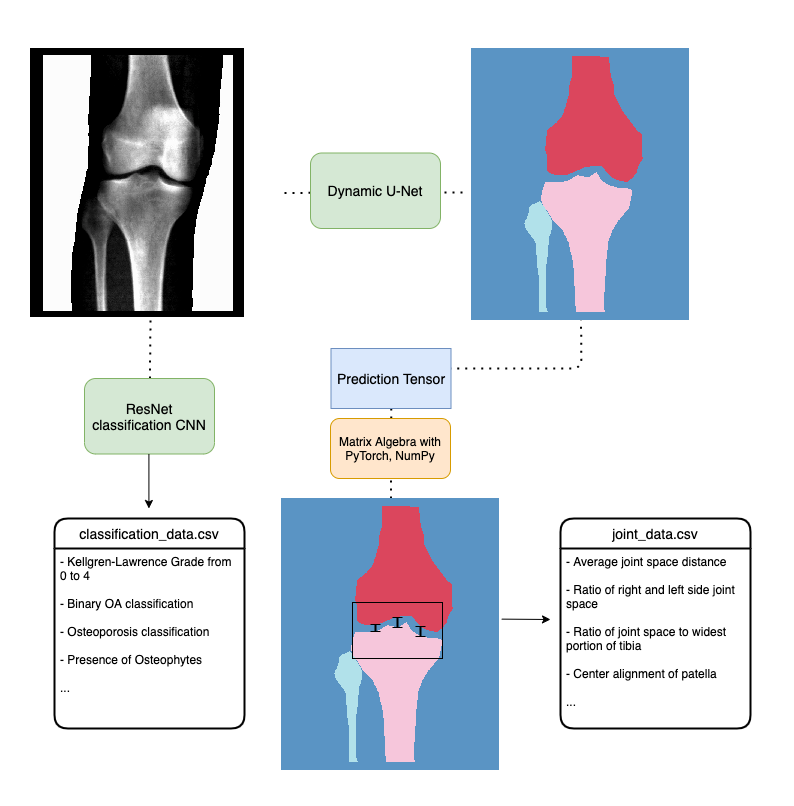 Dynamic U-Net
Prediction Tensor
ResNet
classification CNN
Matrix Algebra with
PyTorch, NumPy
classification_data.csv
- Kellgren-Lawrence Grade from
0 to 4
- Binary OA classification
- Osteoporosis classification
- Presence of Osteophytes
...
joint_data.csv
- Average joint space distance
- Ratio of right and left side joint
space
- Ratio of joint space to widest
portion of tibia
- Center alignment of patella
...